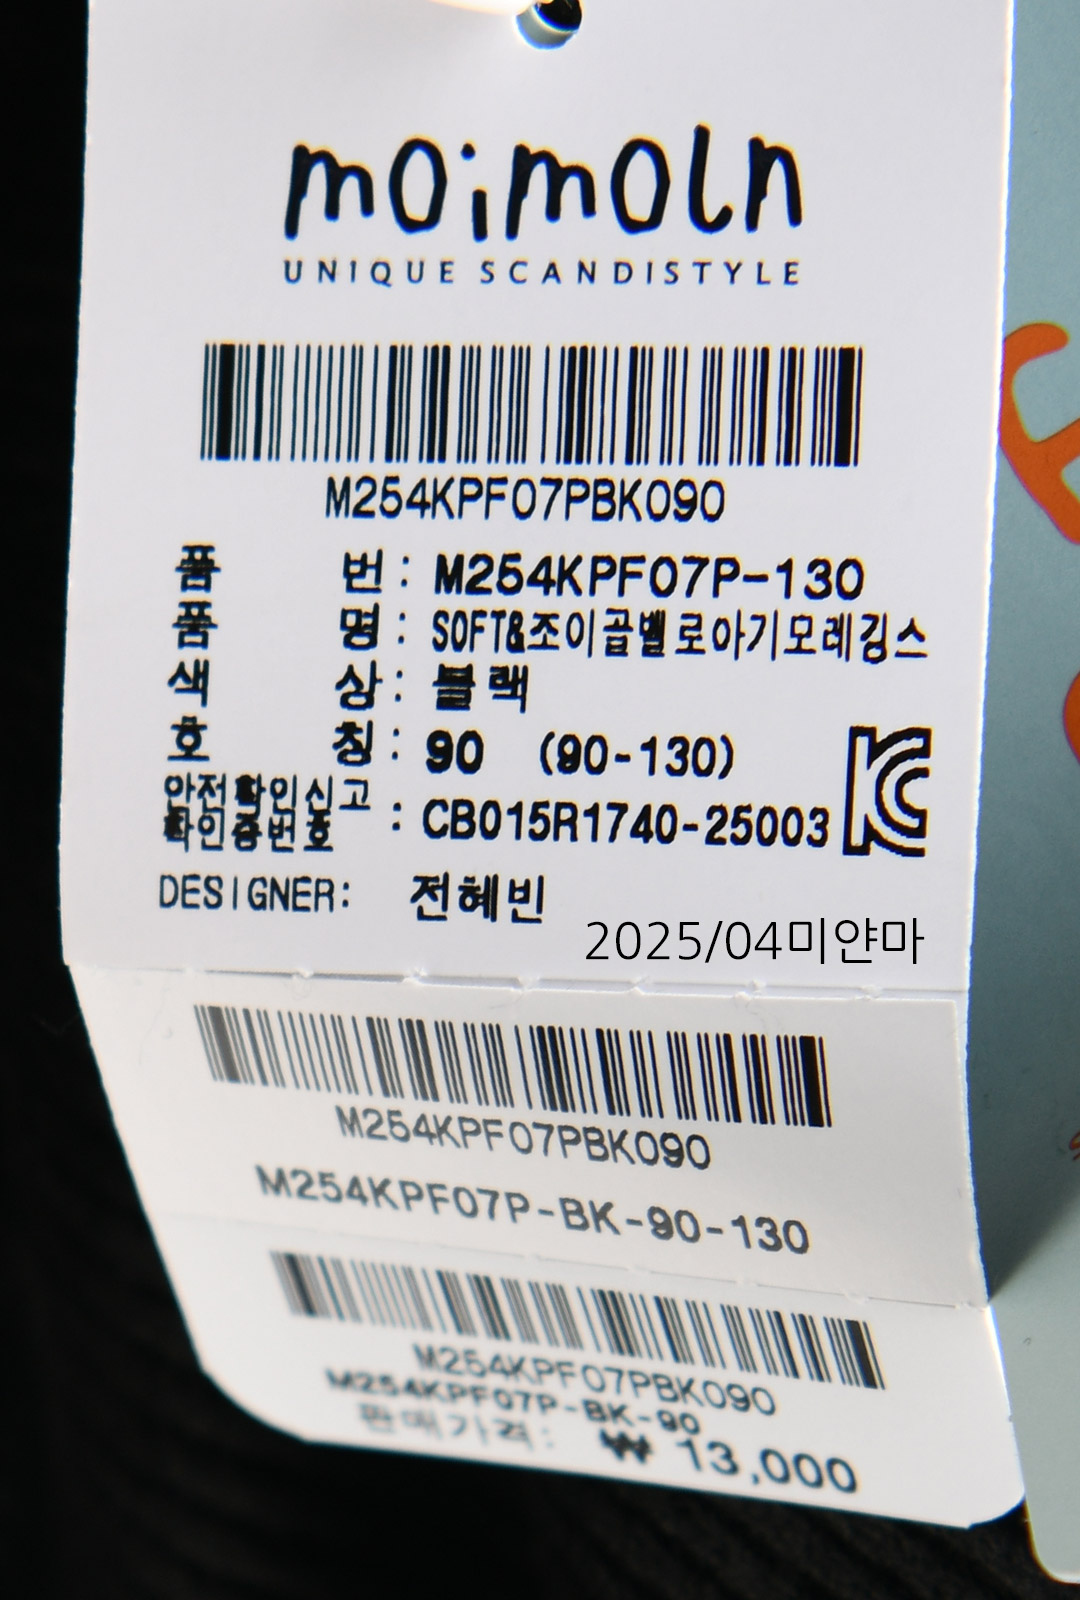 moimoln
UNIQUE SCANDISTYLE
M254KPF07PBK090
품 번 : M254KPF07P-130
품 명 : SOFT&조이골벨로아기모레깅스
색 상 : 블랙
호 칭 : 90 (90-130)
안전확인신고
확인증번호 : CB015R1740-25003
DESIGNER: 전혜빈
2025/04미얀마
M254KPF07PBK090
M254KPF07P-BK-90-130
M254KPF07PBK090
M254KPF07P-BK-90
판매가격: ₩ 13,000